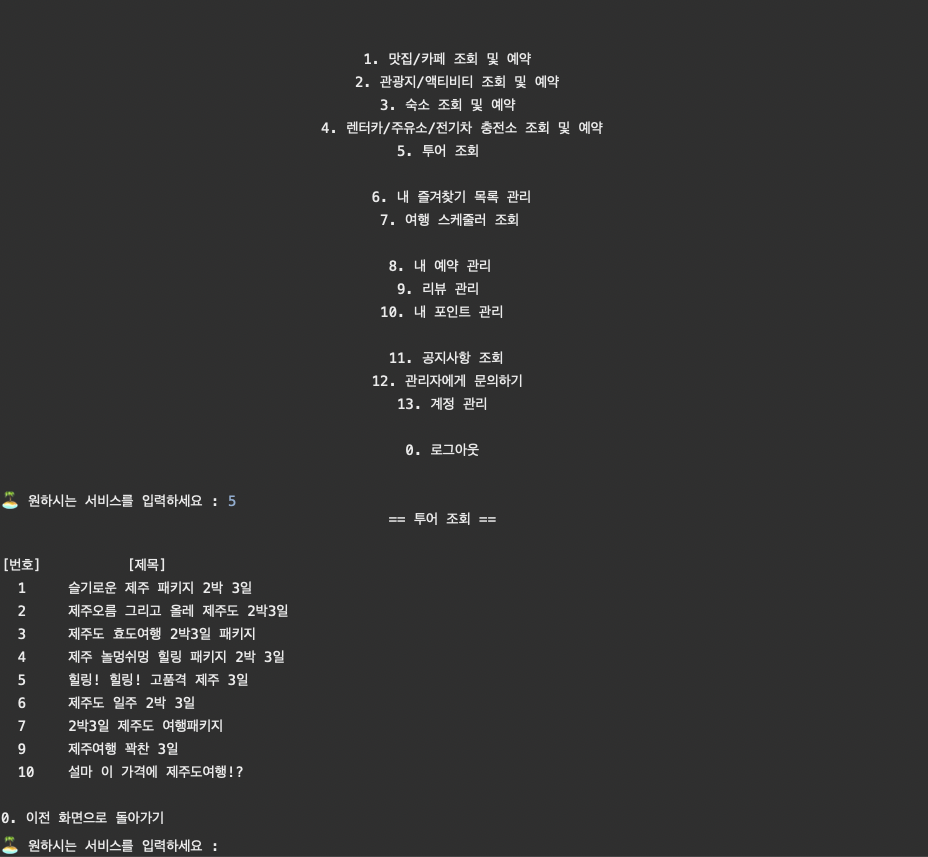 1. 맛집/카페 조회 및 예약
2. 관광지/액티비티 조회 및 예약
3. 숙소 조회 및 예약
4. 렌터카/주유소/전기차 충전소 조회 및 예약
5. 투어 조회
6. 내 즐겨찾기 목록 관리
7. 여행 스케줄러 조회
8. 내 예약 관리
9. 리뷰 관리
10. 내 포인트 관리
11. 공지사항 조회
12. 관리자에게 문의하기
13. 계정 관리
0. 로그아웃
🏝 원하시는 서비스를 입력하세요 : 5
== 투어 조회 ==
[번호] [제목]
1 슬기로운 제주 패키지 2박 3일
2 제주오름 그리고 올레 제주도 2박3일
3 제주도 효도여행 2박3일 패키지
4 제주 놀멍쉬멍 힐링 패키지 2박 3일
5 힐링! 힐링! 고품격 제주 3일
6 제주도 일주 2박 3일
7 2박3일 제주도 여행패키지
9 제주여행 꽉찬 3일
10 설마 이 가격에 제주도여행!?
0. 이전 화면으로 돌아가기
🏝 원하시는 서비스를 입력하세요 :